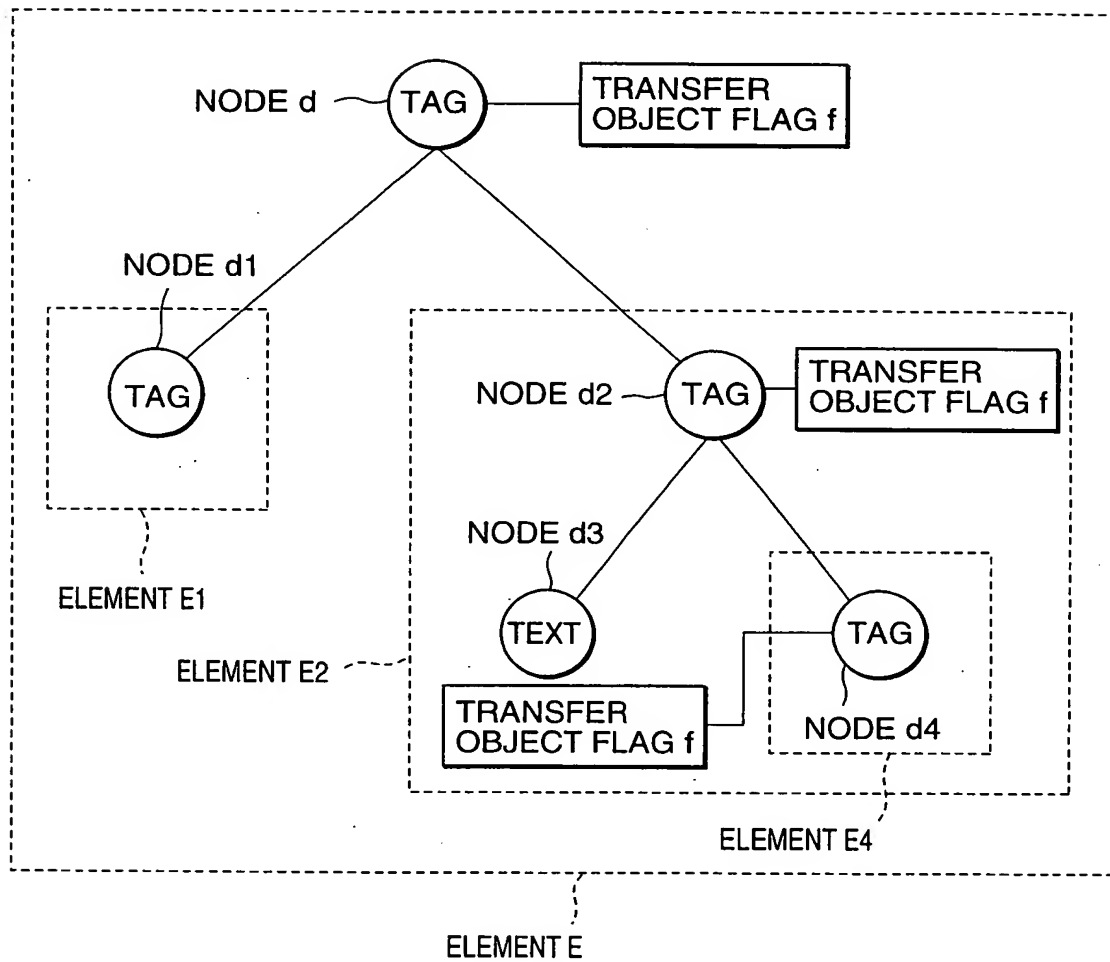 NODE d
TAG
TRANSFER
OBJECT FLAG f
NODE d1
TAG
NODE d2
TAG
TRANSFER
OBJECT FLAG f
NODE d3
ELEMENT E1
TEXT
TAG
ELEMENT E2
TRANSFER
OBJECT FLAG f
NODE d4
ELEMENT E4
ELEMENT E